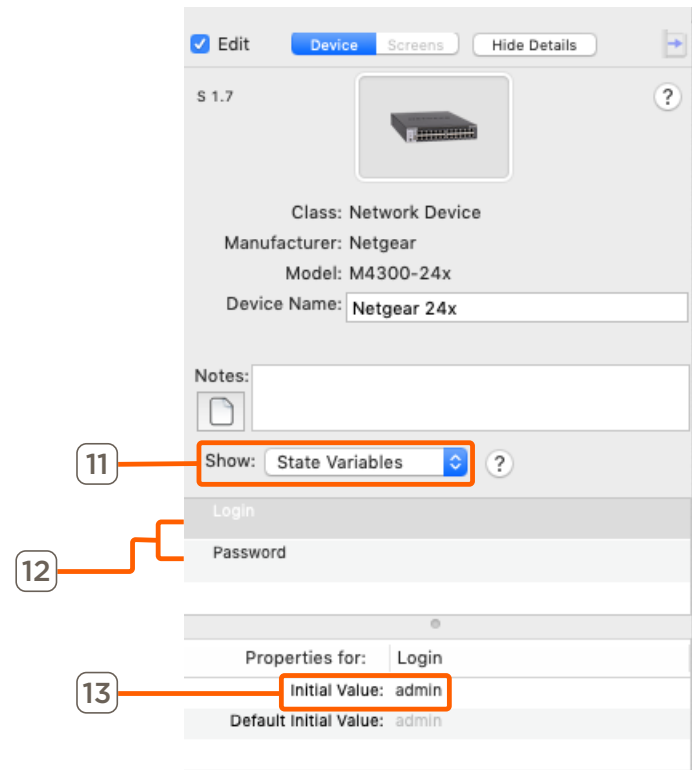 Edit Device Screens Hide Details
S 1.7 ?
Class: Network Device
Manufacturer: Netgear
Model: M4300-24x
Device Name: Netgear 24x
Notes:
11 Show: State Variables ?
Login
12 Password
Properties for: Login
13 Initial Value: admin
Default Initial Value: admin